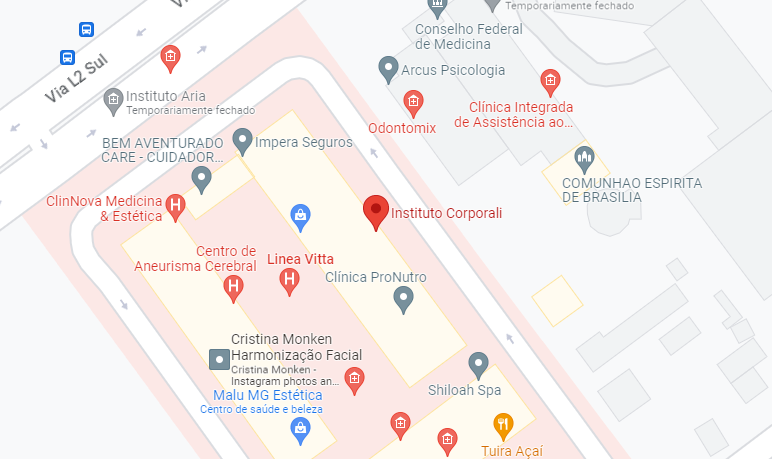 Temporariamente fechado
Conselho Federal
de Medicina
Via L2 Sul
Arcus Psicologia
Instituto Aria
Temporariamente fechado
Clínica Integrada
de Assistência ao...
Odontomix
BEM AVENTURADO
CARE - CUIDADOR...
Impera Seguros
COMUNHAO ESPIRITA
DE BRASILIA
ClinNova Medicina
& Estética
Instituto Corporali
Centro de
Aneurisma Cerebral
Linea Vitta
Clínica ProNutro
Cristina Monken
Harmonização Facial
Cristina Monken -
Instagram photos an...
Shiloah Spa
Malu MG Estética
Centro de saúde e beleza
Tuira Açaí